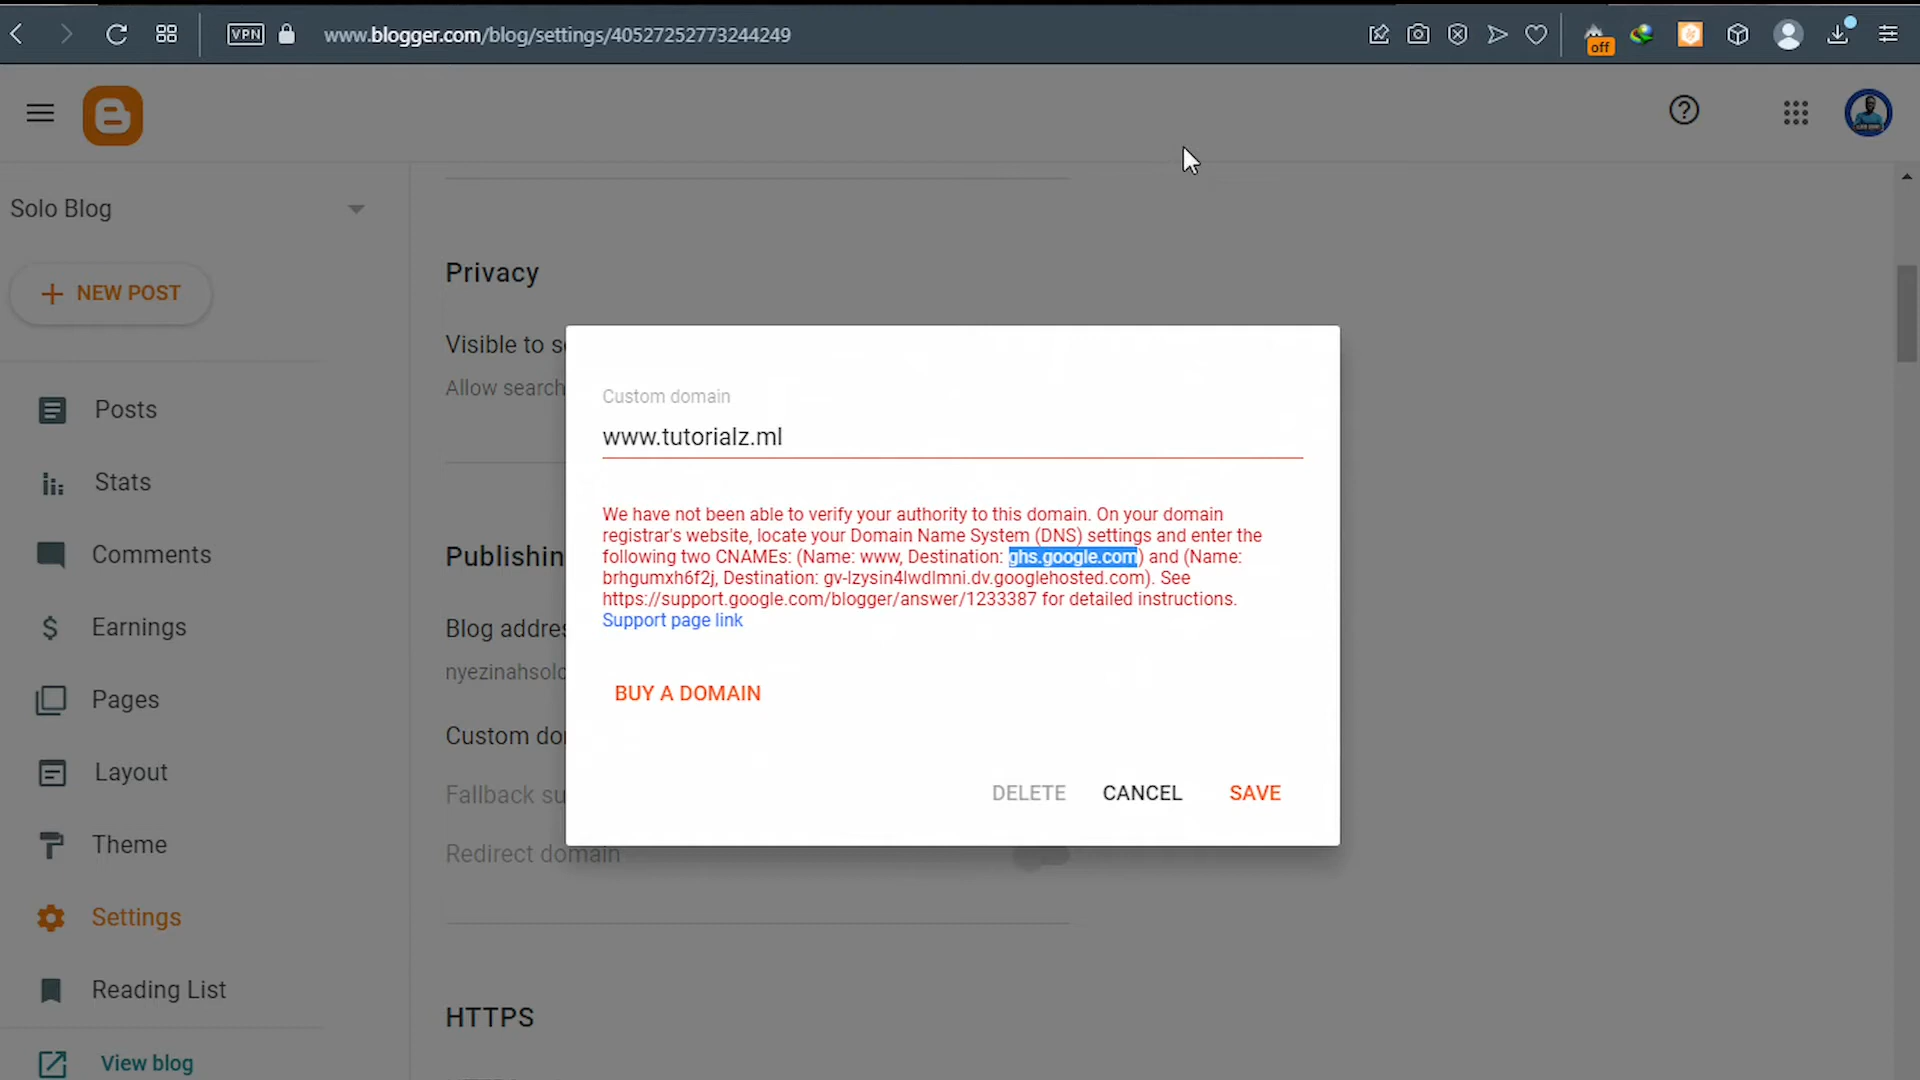 VPN
www.blogger.com/blog/settings/40527252773244249
off
Solo Blog
NEW POST
Posts
Stats
Comments
Earnings
Pages
Layout
Theme
Settings
Reading List
View blog
Privacy
Visible to s
Allow search
Publishin
Blog addres
nyezinahsolo
Custom do
Fallback su
Redirect domain
HTTPS
Custom domain
www.tutorialz.ml
We have not been able to verify your authority to this domain. On your domain
registrar's website, locate your Domain Name System (DNS) settings and enter the
following two CNAMEs: (Name: www, Destination: ghs.google.com) and (Name:
brhgumxh6f2j, Destination: gv-lzysin4lwdlmni.dv.googlehosted.com). See
https://support.google.com/blogger/answer/1233387 for detailed instructions.
Support page link
BUY A DOMAIN
DELETE
CANCEL
SAVE